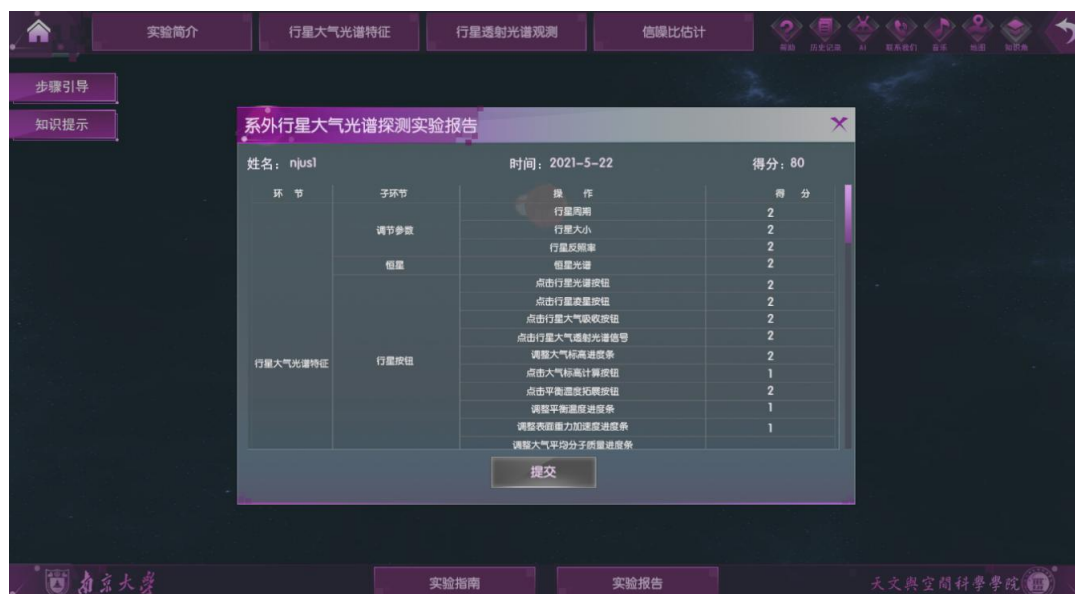 实验简介
行星大气光谱特征
行星透射光谱观测
信噪比估计
帮助
历史记录
AI
联系我们
音乐
地图
知识角
步骤引导
知识提示
系外行星大气光谱探测实验报告
姓名：njus1 时间：2021-5-22 得分：80
环 节 子环节 操 作 得 分
行星周期 2
调节参数 行星大小 2
行星反照率 2
恒星 恒星光谱 2
点击行星光谱按钮 2
点击行星凌星按钮 2
点击行星大气吸收按钮 2
点击行星大气透射光谱信号 2
调整大气标高进度条 2
行星大气光谱特征 行星按钮 点击大气标高计算按钮 1
点击平衡温度拓展按钮 2
调整平衡温度进度条 1
调整表面重力加速度进度条 1
调整大气平均分子质量进度条
提交
南京大学
实验指南
实验报告
天文與空間科學學院